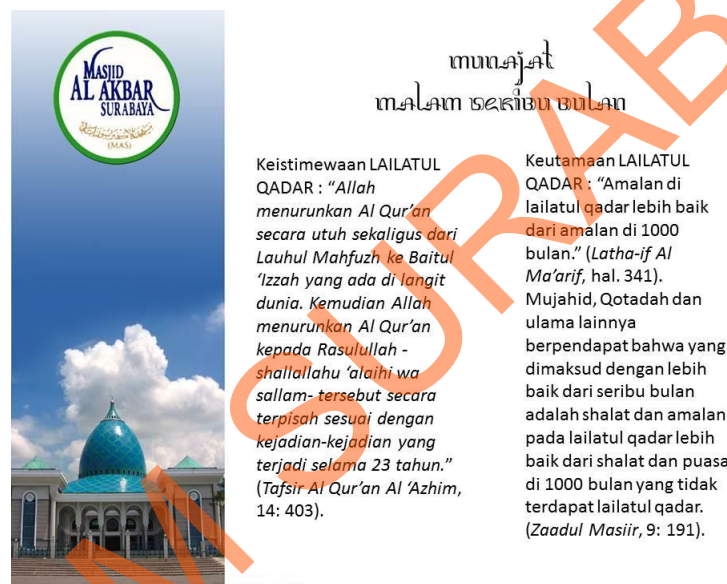 MASJID
AL AKBAR
SURABAYA
(MAS)
munajat
malam seribu bulan
Keistimewaan LAILATUL
QADAR : “Allah
menurunkan Al Qur’an
secara utuh sekaligus dari
Lauhul Mahfuzh ke Baitul
‘Izzah yang ada di langit
dunia. Kemudian Allah
menurunkan Al Qur’an
kepada Rasulullah -
shallallahu ‘alaihi wa
sallam- tersebut secara
terpisah sesuai dengan
kejadian-kejadian yang
terjadi selama 23 tahun.”
(Tafsir Al Qur’an Al ‘Azhim,
14: 403).
Keutamaan LAILATUL
QADAR : “Amalan di
lailatul qadar lebih baik
dari amalan di 1000
bulan.” (Latha-if Al
Ma’arif, hal. 341).
Mujahid, Qotadah dan
ulama lainnya
berpendapat bahwa yang
dimaksud dengan lebih
baik dari seribu bulan
adalah shalat dan amalan
pada lailatul qadar lebih
baik dari shalat dan puasa
di 1000 bulan yang tidak
terdapat lailatul qadar.
(Zaadul Masiir, 9: 191).
M SURAB